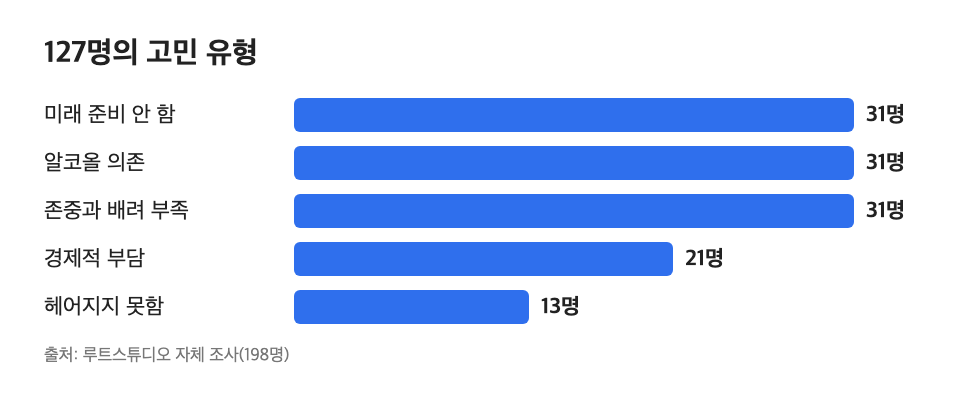 127명의 고민 유형
미래 준비 안 함 31명
알코올 의존 31명
존중과 배려 부족 31명
경제적 부담 21명
헤어지지 못함 13명
출처: 루트스튜디오 자체 조사(198명)